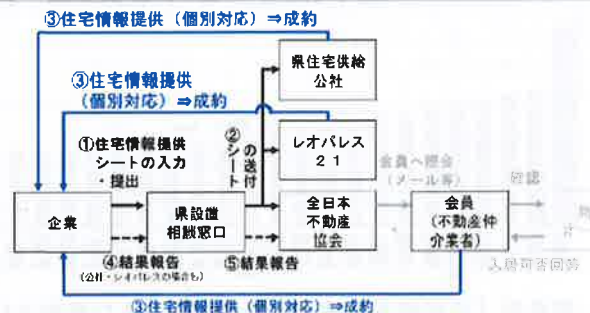 ③住宅情報提供（個別対応）⇒成約
県住宅供給
公社
③住宅情報提供
（個別対応）⇒成約
①住宅情報提供
シートの入力
・提出
②シートの送付
レオパレス
２１
会員へ照会
（メール等）
確認
企業
県設置
相談窓口
全日本
不動産
協会
会員
（不動産仲
介業者）
④結果報告
（公社・レオパレスの場合も）
⑤結果報告
入居可否回答
③住宅情報提供（個別対応）⇒成約